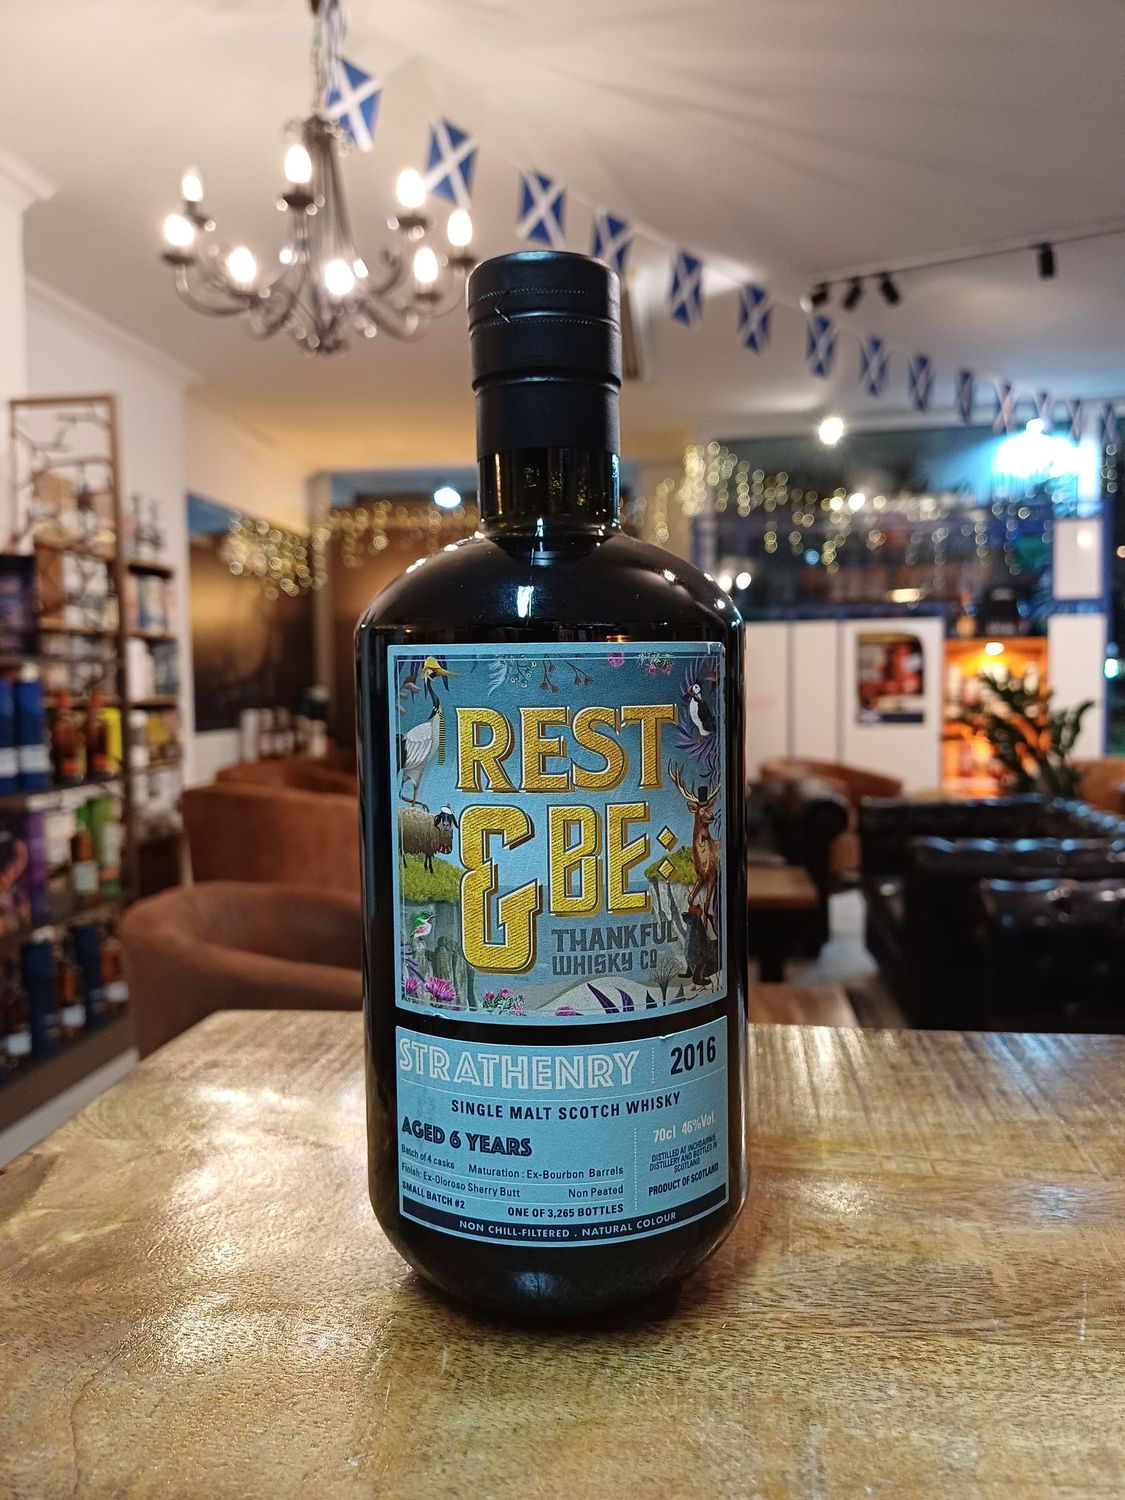 REST
& BE:
THANKFUL
WHISKY CO
STRATHENRY 2016
SINGLE MALT SCOTCH WHISKY
AGED 6 YEARS
70cl 46%Vol.
Batch of 4 casks Maturation: Ex-Bourbon Barrels
DISTILLED AT INCHDAIRNIE
DISTILLERY AND BOTTLED IN
SCOTLAND
Finish: Ex-Oloroso Sherry Butt Non Peated
PRODUCT OF SCOTLAND
SMALL BATCH #2 ONE OF 3,265 BOTTLES
NON CHILL-FILTERED . NATURAL COLOUR